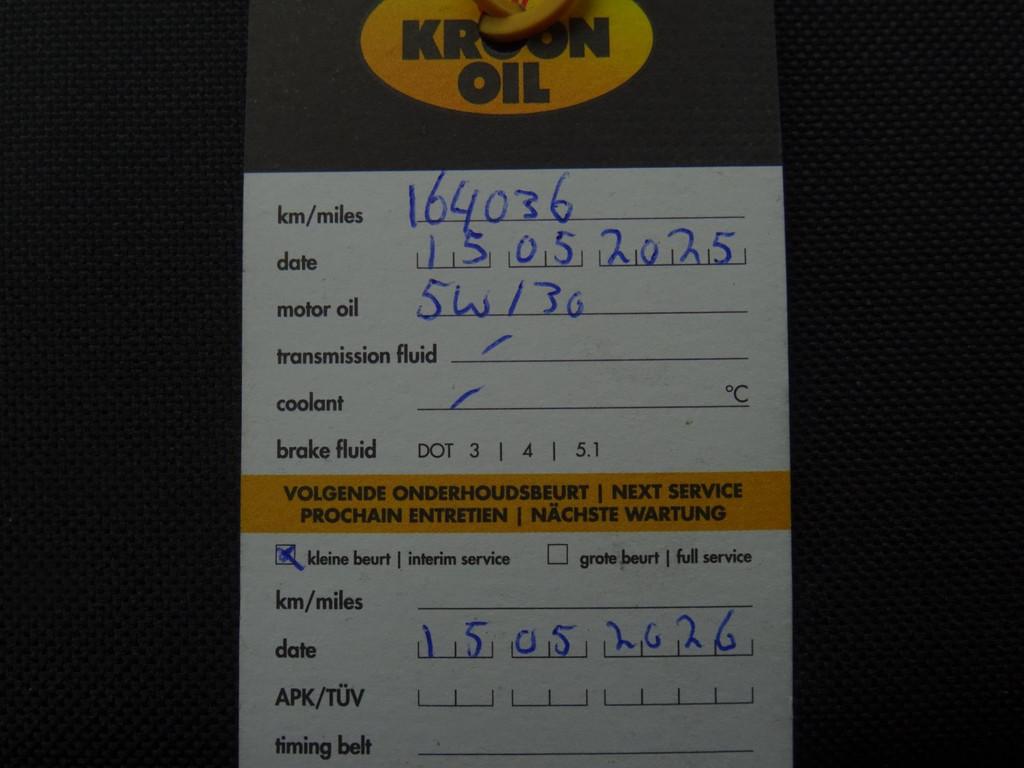 KROON
OIL
km/miles 164036
date 15 05 2025
motor oil 5W/30
transmission fluid /
coolant / °C
brake fluid DOT 3 | 4 | 5.1
VOLGENDE ONDERHOUDSBEURT | NEXT SERVICE
PROCHAIN ENTRETIEN | NÄCHSTE WARTUNG
kleine beurt | interim service grote beurt | full service
km/miles
date 15 05 2026
APK/TÜV
timing belt